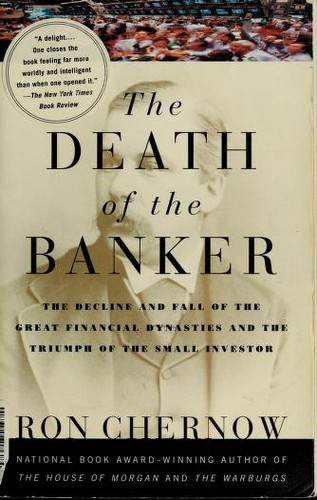 "A delight....
One closes the
book feeling far more
worldly and intelligent
than when one opened it."
—The New York Times
Book Review
The
DEATH
of the
BANKER
THE DECLINE AND FALL OF THE
GREAT FINANCIAL DYNASTIES AND THE
TRIUMPH OF THE SMALL INVESTOR
RON CHERNOW
NATIONAL BOOK AWARD–WINNING AUTHOR OF
THE HOUSE OF MORGAN AND THE WARBURGS